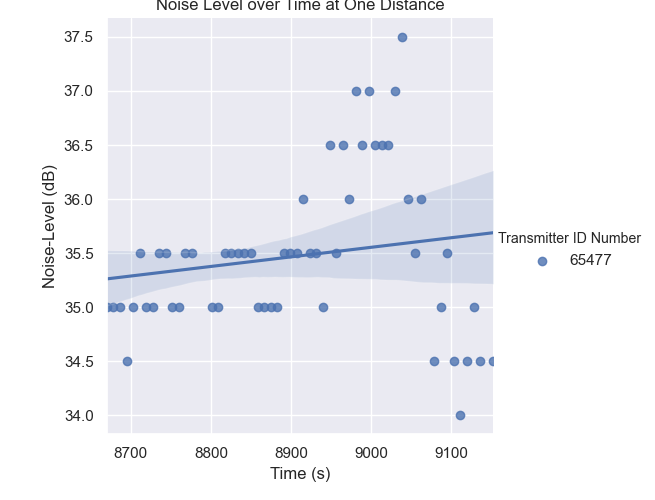 Noise Level over Time at One Distance
37.5
37.0
36.5
36.0
35.5
35.0
34.5
34.0
Noise-Level (dB)
8700 8800 8900 9000 9100
Time (s)
Transmitter ID Number
65477